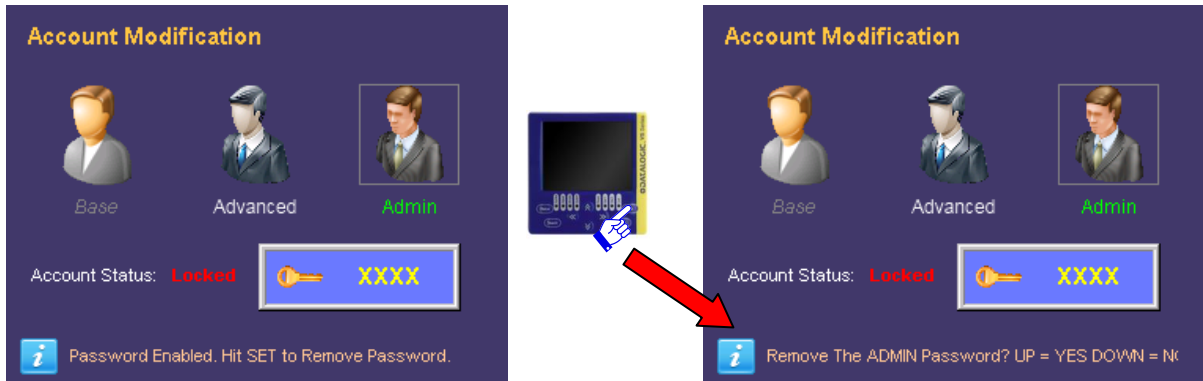 Account Modification
Base
Advanced
Admin
Account Status: Locked
XXXX
i
Password Enabled. Hit SET to Remove Password.
DATALOGIC
Account Modification
Base
Advanced
Admin
Account Status: Locked
XXXX
i
Remove The ADMIN Password? UP = YES DOWN = NO